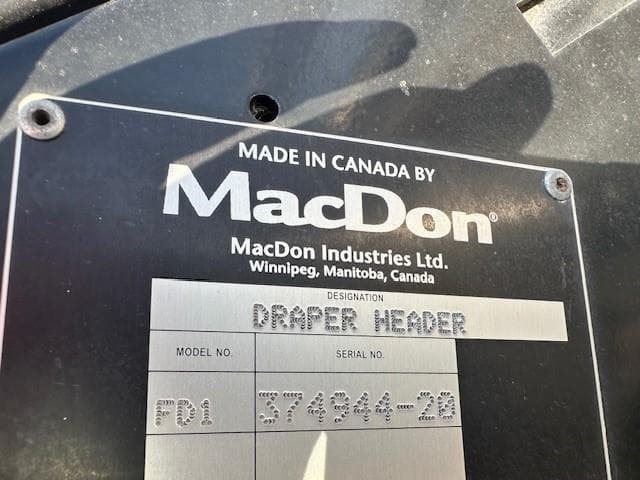 MADE IN CANADA BY
MacDon®
MacDon Industries Ltd.
Winnipeg, Manitoba, Canada
DESIGNATION
DRAPER HEADER
MODEL NO. SERIAL NO.
FD1 374944-20